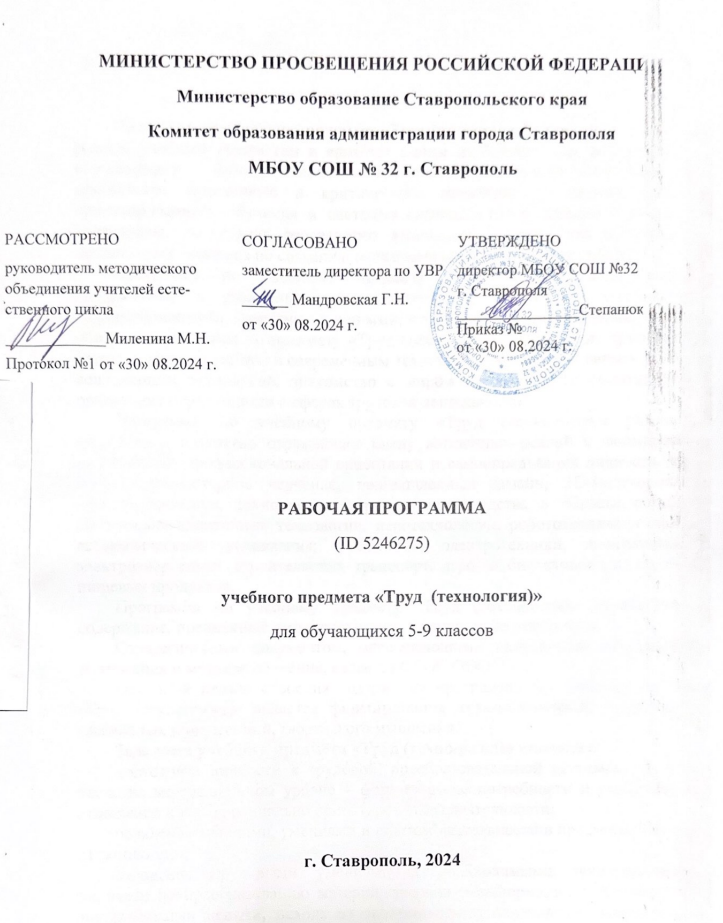 МИНИСТЕРСТВО ПРОСВЕЩЕНИЯ РОССИЙСКОЙ ФЕДЕРАЦИ
Министерство образование Ставропольского края
Комитет образования администрации города Ставрополя
МБОУ СОШ № 32 г. Ставрополь
РАССМОТРЕНО
руководитель методического
объединения учителей есте-
ственного цикла
Миленина М.Н.
Протокол №1 от «30» 08.2024 г.
СОГЛАСОВАНО
заместитель директора по УВР
Мандровская Г.Н.
от «30» 08.2024 г.
УТВЕРЖДЕНО
директор МБОУ СОШ №32
г. Ставрополя
Степанюк
Приказ №
от «30» 08.2024 г.
РАБОЧАЯ ПРОГРАММА
(ID 5246275)
учебного предмета «Труд (технология)»
для обучающихся 5-9 классов
г. Ставрополь, 2024